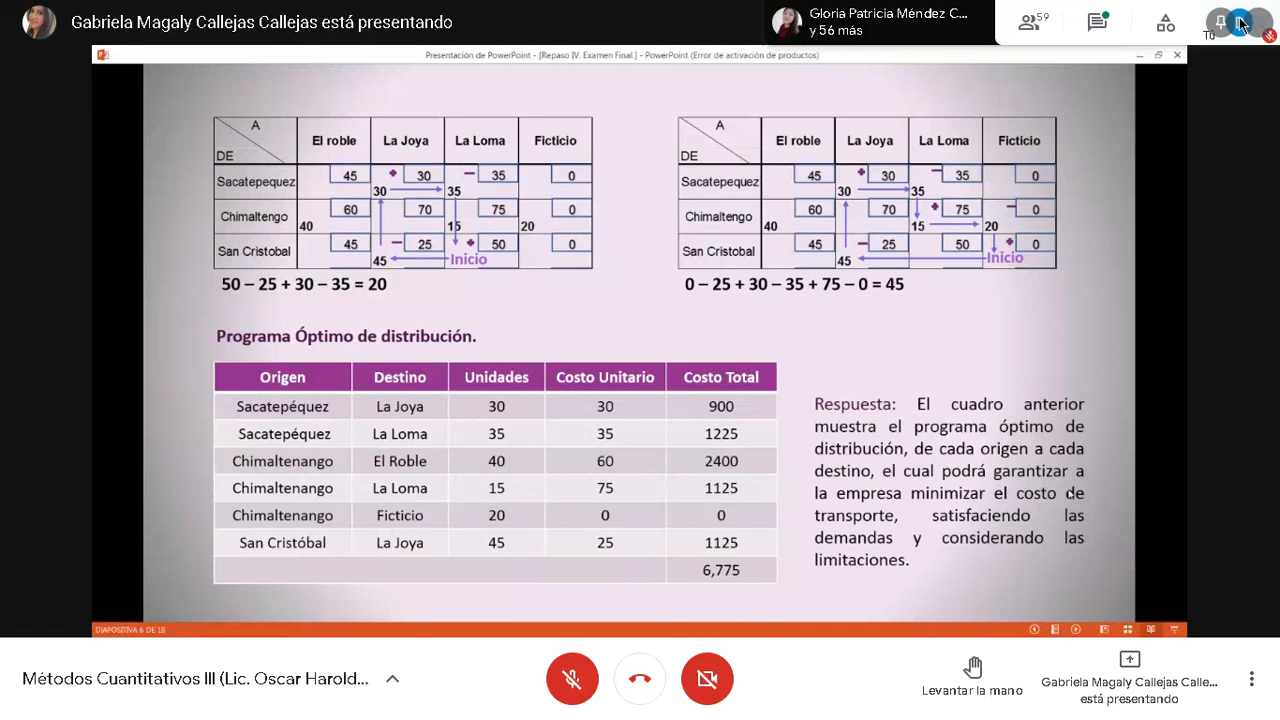 Gabriela Magaly Callejas Callejas está presentando
Gloria Patricia Méndez C...
y 56 más
59
Tú
Presentación de PowerPoint - [Repaso IV. Examen Final.] - PowerPoint (Error de activación de productos)
A El roble La Joya La Loma Ficticio
DE
Sacatepequez 45 + 30 − 35 0
30 35
Chimaltengo 60 70 75 0
40 15 20
San Cristobal 45 − 25 + 50 0
45 Inicio
50 – 25 + 30 – 35 = 20
A El roble La Joya La Loma Ficticio
DE
Sacatepequez 45 + 30 − 35 0
30 35
Chimaltengo 60 70 + 75 − 0
40 15 20
San Cristobal 45 − 25 50 + 0
45 Inicio
0 – 25 + 30 – 35 + 75 – 0 = 45
Programa Óptimo de distribución.
Origen Destino Unidades Costo Unitario Costo Total
Sacatepéquez La Joya 30 30 900
Sacatepéquez La Loma 35 35 1225
Chimaltenango El Roble 40 60 2400
Chimaltenango La Loma 15 75 1125
Chimaltenango Ficticio 20 0 0
San Cristóbal La Joya 45 25 1125
6,775
Respuesta: El cuadro anterior
muestra el programa óptimo de
distribución, de cada origen a cada
destino, el cual podrá garantizar a
la empresa minimizar el costo de
transporte, satisfaciendo las
demandas y considerando las
limitaciones.
DIAPOSITIVA 6 DE 18
Métodos Cuantitativos III (Lic. Oscar Harold...
Levantar la mano
Gabriela Magaly Callejas Calle...
está presentando